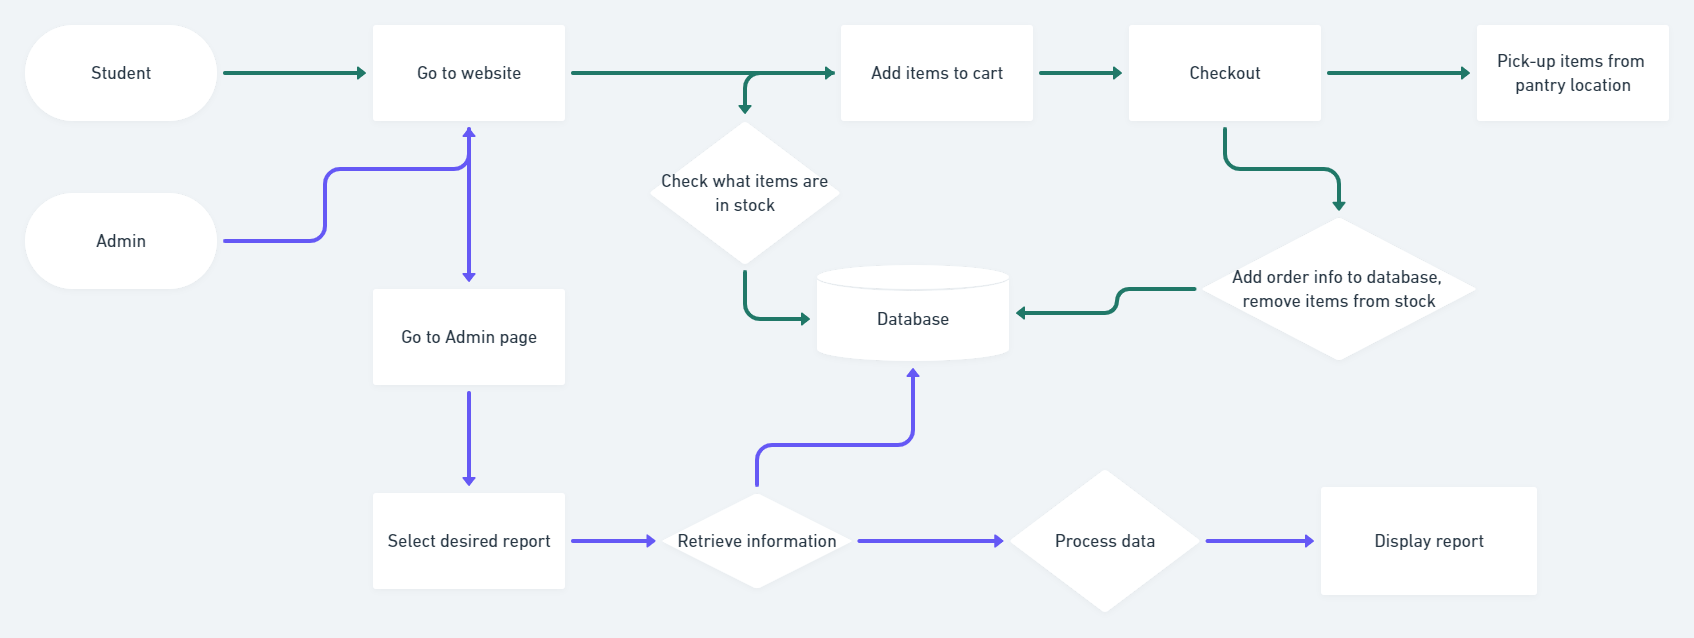 Student
Go to website
Add items to cart
Checkout
Pick-up items from
pantry location
Check what items are
in stock
Admin
Add order info to database,
remove items from stock
Database
Go to Admin page
Select desired report
Retrieve information
Process data
Display report